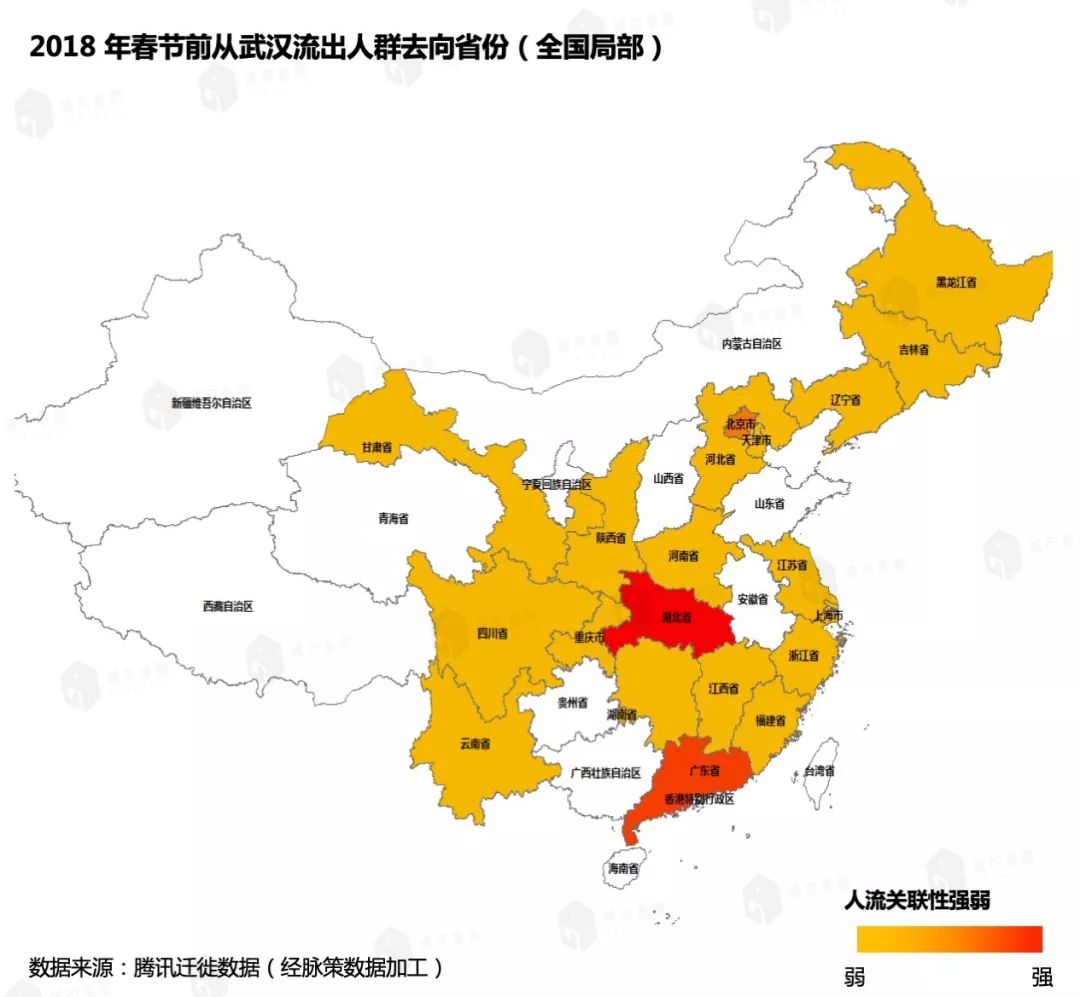 2018 年春节前从武汉流出人群去向省份（全国局部）
黑龙江省
内蒙古自治区
吉林省
新疆维吾尔自治区
辽宁省
北京市
天津市
甘肃省
河北省
山西省
宁夏回族自治区
山东省
青海省
陕西省
河南省
江苏省
安徽省
西藏自治区
湖北省
上海市
四川省
重庆市
浙江省
江西省
贵州省
湖南省
福建省
云南省
广西壮族自治区
广东省
台湾省
香港特别行政区
海南省
人流关联性强弱
弱 强
数据来源：腾讯迁徙数据（经脉策数据加工）